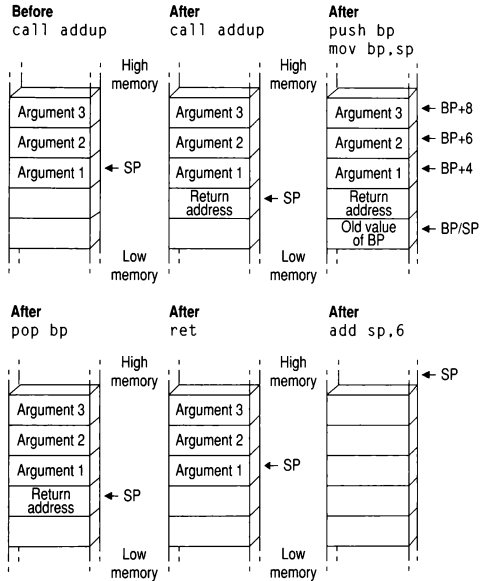 Before
call addup
After
call addup
After
push bp
mov bp,sp
High
memory
High
memory
Argument 3
Argument 2
Argument 1
← SP
Low
memory
Argument 3
Argument 2
Argument 1
Return
address
← SP
Low
memory
Argument 3
← BP+8
Argument 2
← BP+6
Argument 1
← BP+4
Return
address
Old value
of BP
← BP/SP
After
pop bp
After
ret
After
add sp,6
High
memory
High
memory
← SP
Argument 3
Argument 2
Argument 1
Return
address
← SP
Low
memory
Argument 3
Argument 2
Argument 1
← SP
Low
memory